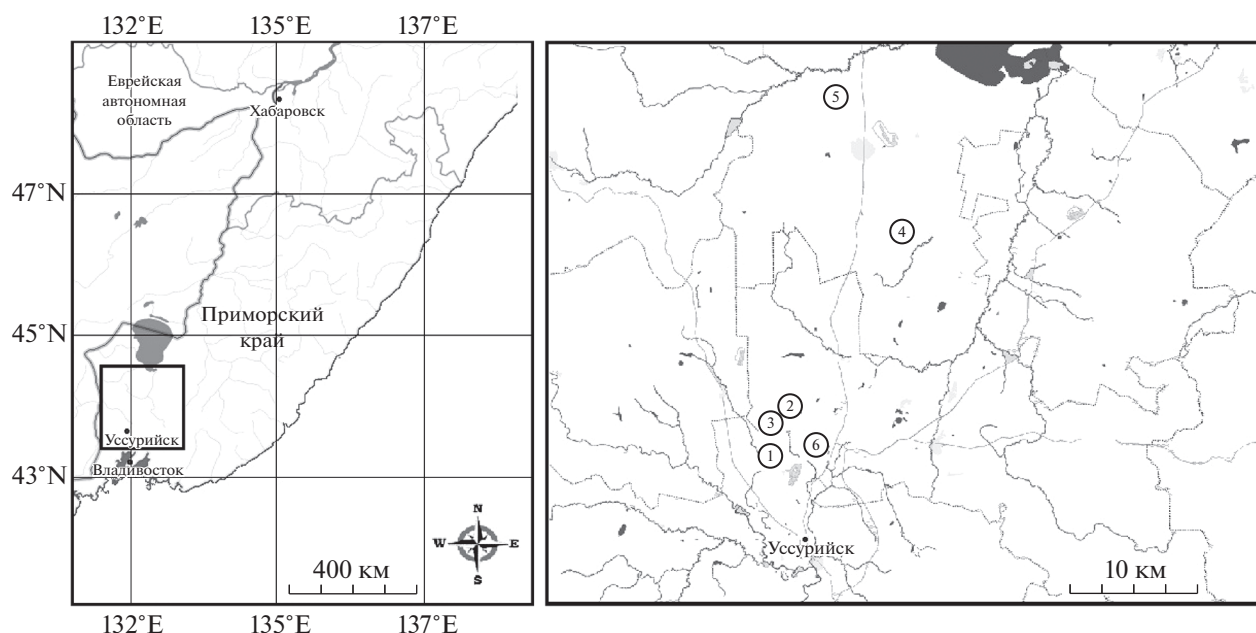 132°E 135°E 137°E
Еврейская
автономная
область
Хабаровск
47°N
Приморский
край
45°N
Уссурийск
Владивосток
43°N
N
W E
S
400 км
132°E 135°E 137°E
5
4
2
3
6
1
Уссурийск
10 км